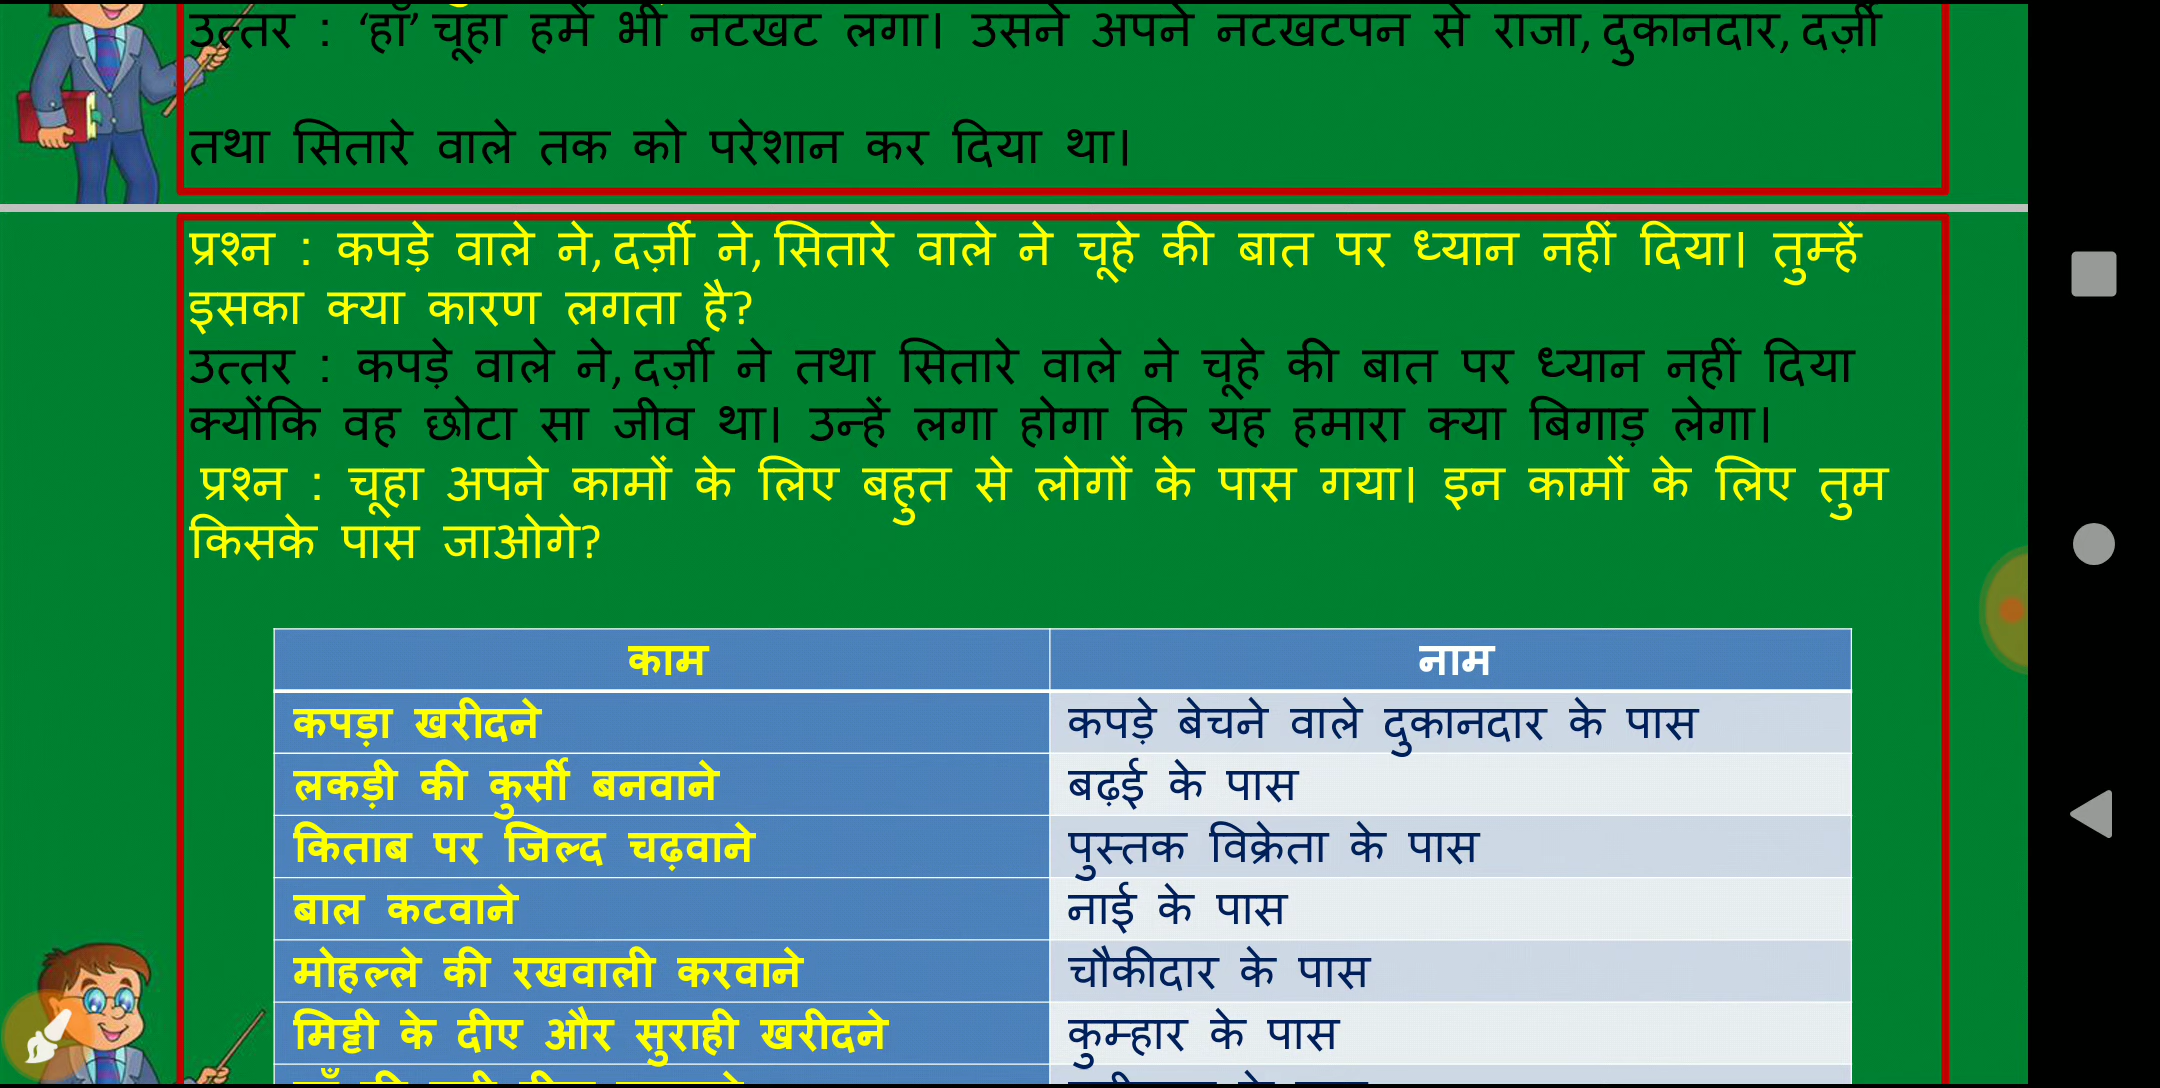 उत्तर : ‘हाँ’ चूहा हमें भी नटखट लगा। उसने अपने नटखटपन से राजा, दुकानदार, दर्ज़ी
तथा सितारे वाले तक को परेशान कर दिया था।
प्रश्न : कपड़े वाले ने, दर्ज़ी ने, सितारे वाले ने चूहे की बात पर ध्यान नहीं दिया। तुम्हें
इसका क्या कारण लगता है?
उत्तर : कपड़े वाले ने, दर्ज़ी ने तथा सितारे वाले ने चूहे की बात पर ध्यान नहीं दिया
क्योंकि वह छोटा सा जीव था। उन्हें लगा होगा कि यह हमारा क्या बिगाड़ लेगा।
प्रश्न : चूहा अपने कामों के लिए बहुत से लोगों के पास गया। इन कामों के लिए तुम
किसके पास जाओगे?
काम नाम
कपड़ा खरीदने कपड़े बेचने वाले दुकानदार के पास
लकड़ी की कुर्सी बनवाने बढ़ई के पास
किताब पर जिल्द चढ़वाने पुस्तक विक्रेता के पास
बाल कटवाने नाई के पास
मोहल्ले की रखवाली करवाने चौकीदार के पास
मिट्टी के दीए और सुराही खरीदने कुम्हार के पास